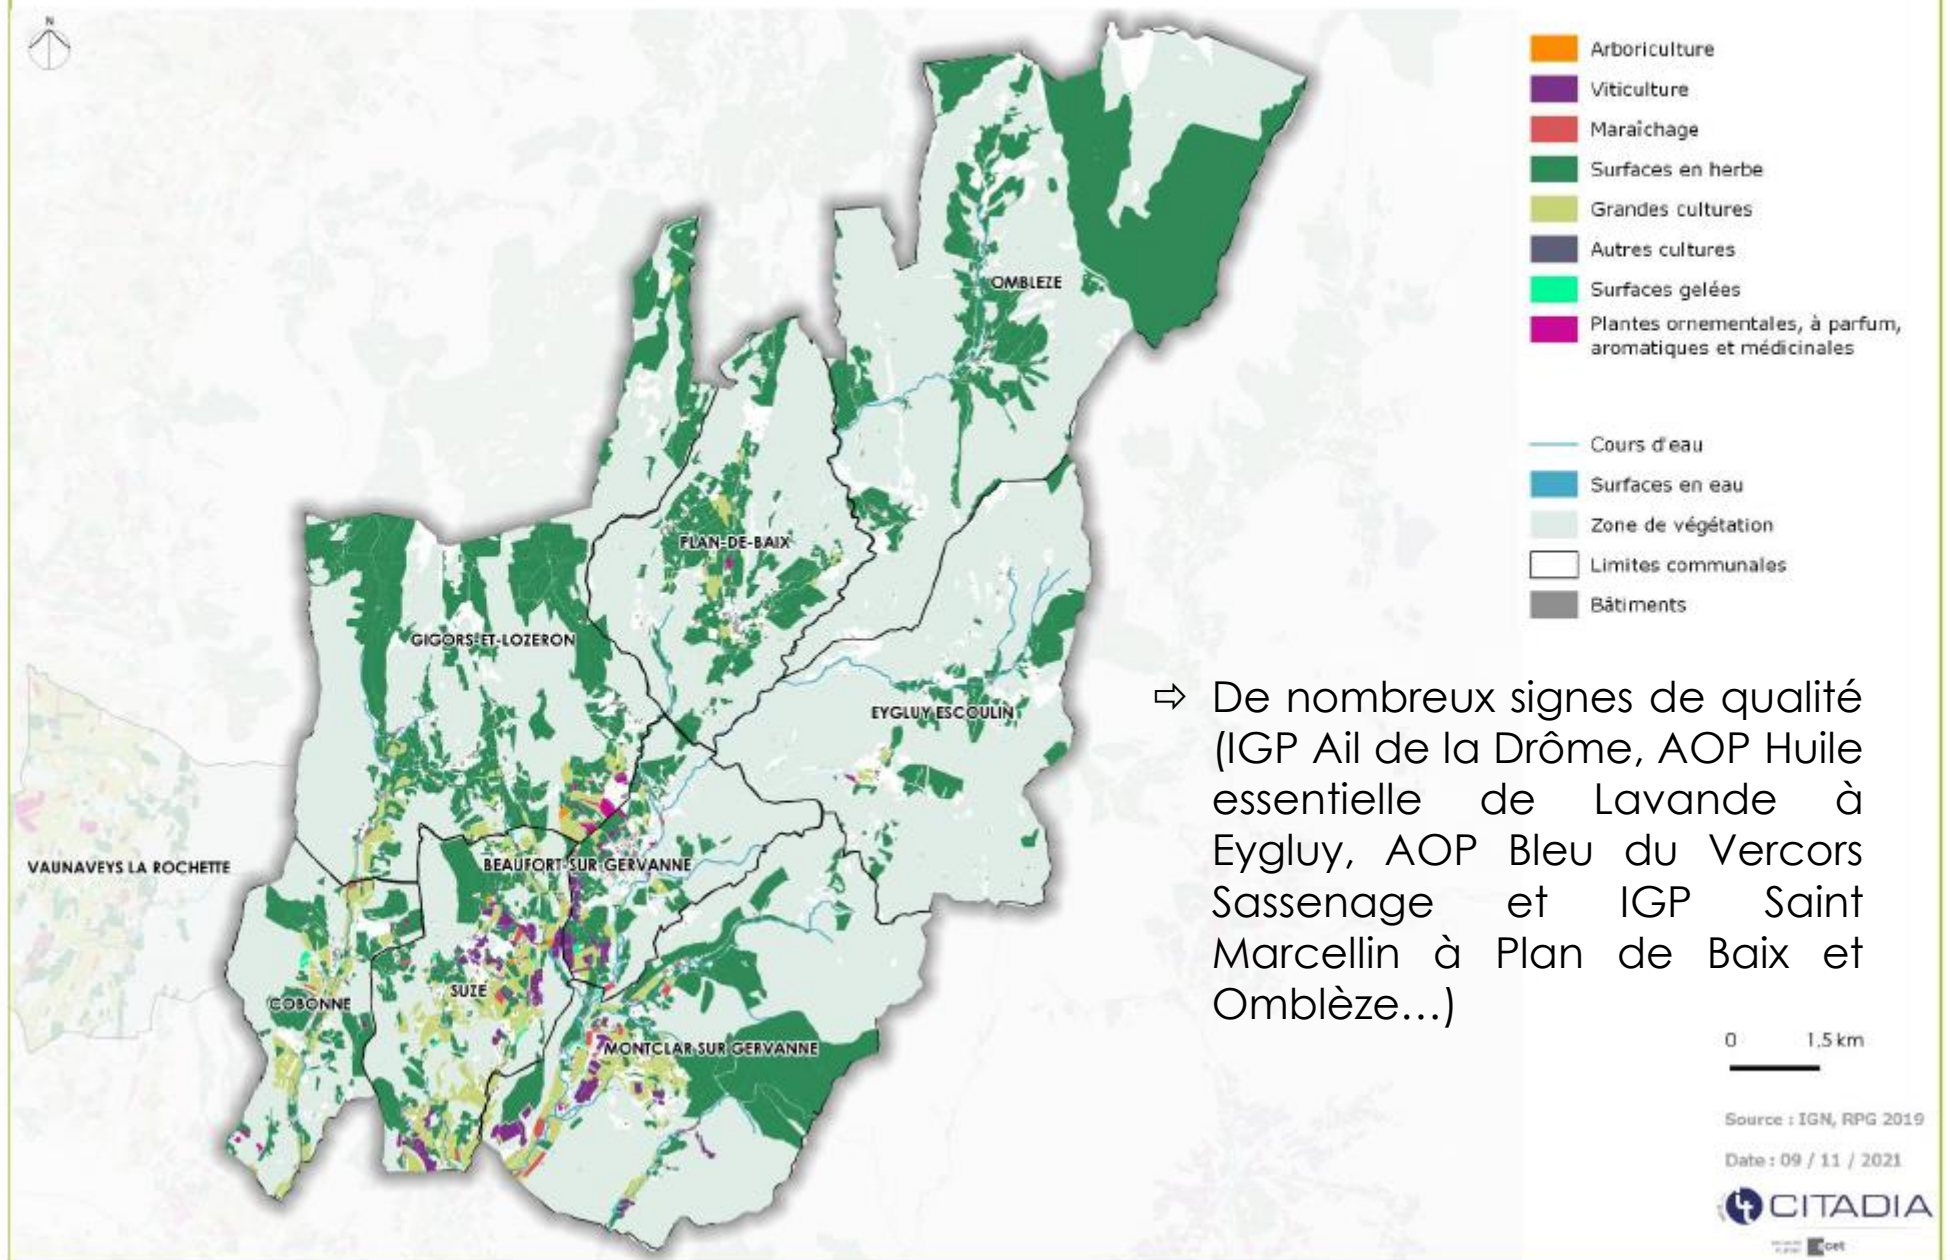 N
Arboriculture
Viticulture
Maraîchage
Surfaces en herbe
Grandes cultures
Autres cultures
Surfaces gelées
Plantes ornementales, à parfum,
aromatiques et médicinales
Cours d'eau
Surfaces en eau
Zone de végétation
Limites communales
Bâtiments
OMBLEZE
PLAN-DE-BAIX
GIGORS-ET-LOZERON
EYGLUY ESCOULIN
VAUNAVEYS LA ROCHETTE
BEAUFORT-SUR-GERVANNE
COBONNE
SUZE
MONTCLAR SUR GERVANNE
⇨ De nombreux signes de qualité
(IGP Ail de la Drôme, AOP Huile
essentielle de Lavande à
Eygluy, AOP Bleu du Vercors
Sassenage et IGP Saint
Marcellin à Plan de Baix et
Omblèze…)
0 1,5 km
Source : IGN, RPG 2019
Date : 09 / 11 / 2021
CITADIA